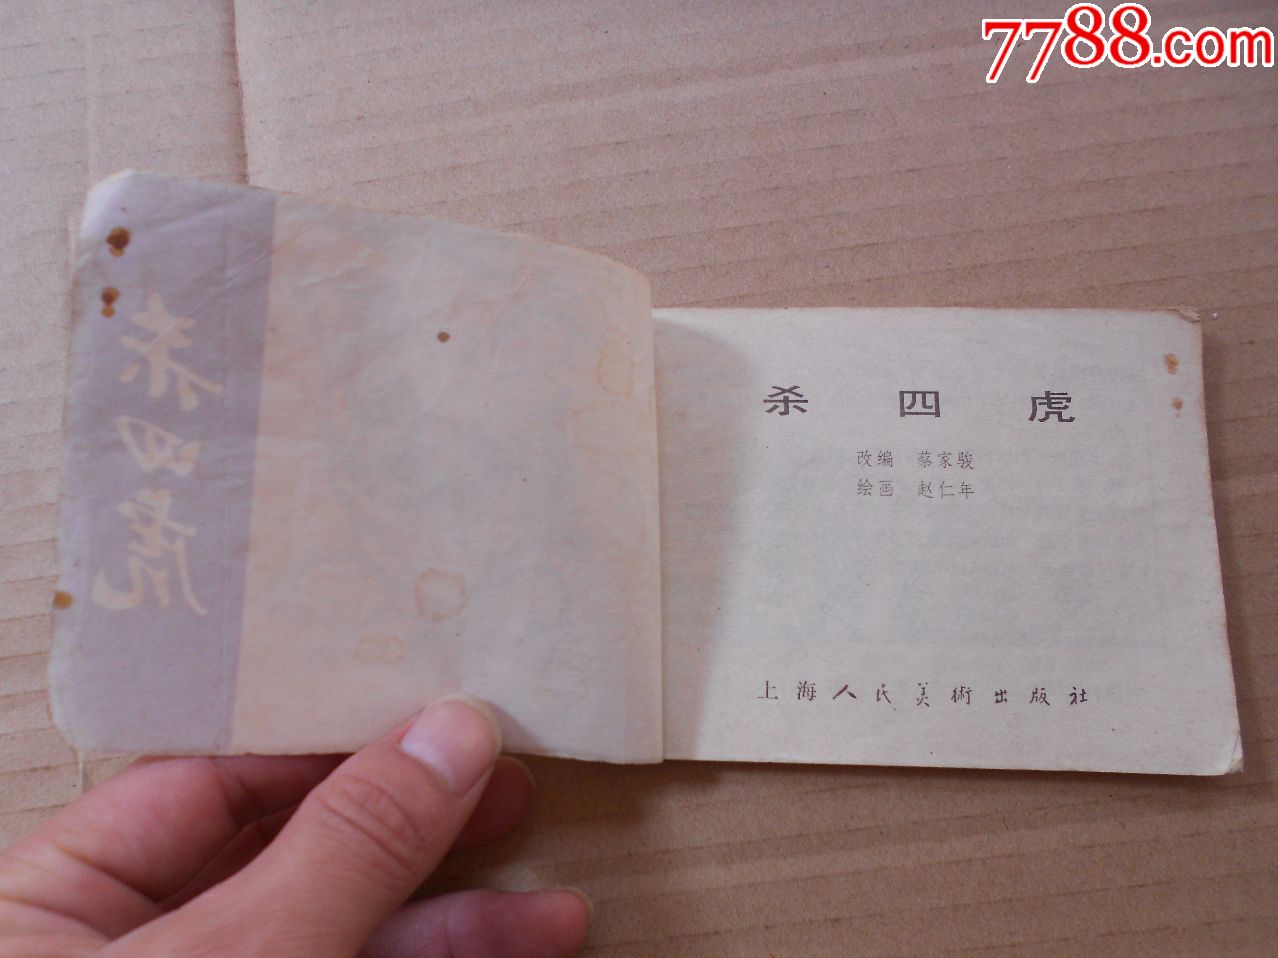 7788.com
杀四虎
杀四虎
改编 蔡家骏
绘画 赵仁年
上海人民美術出版社